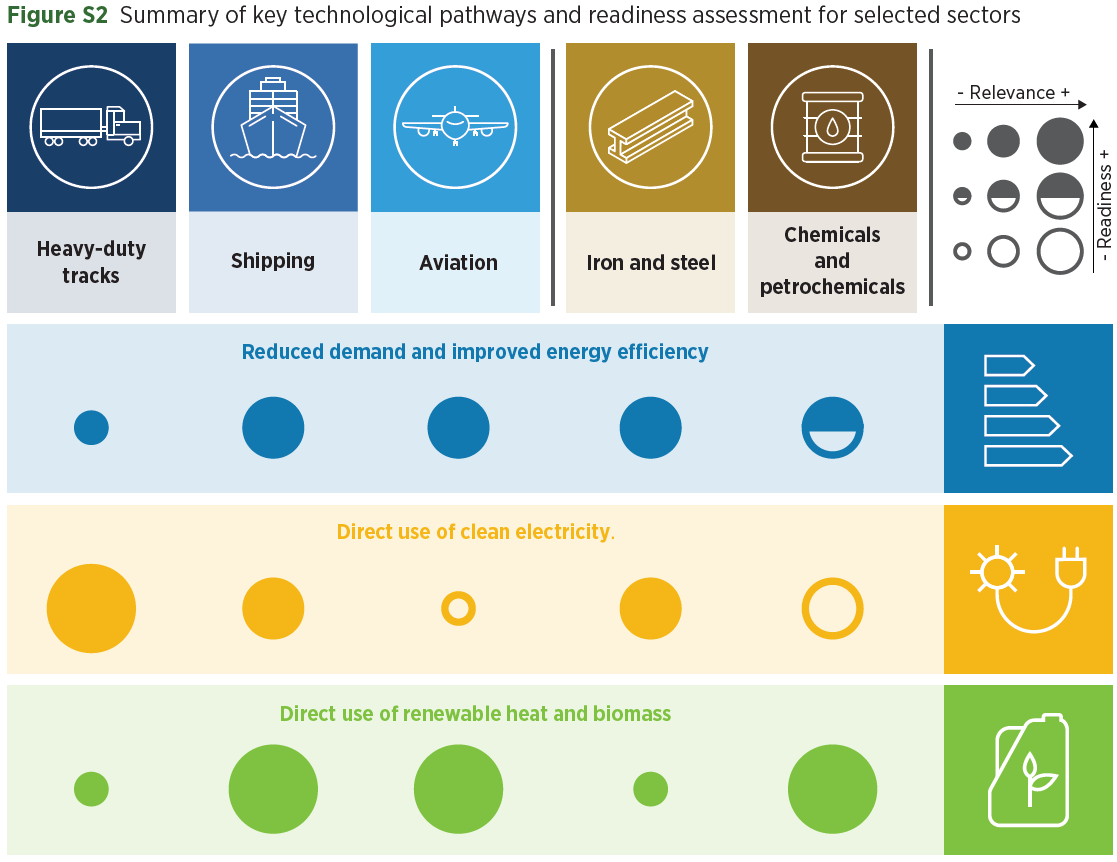 Figure S2 Summary of key technological pathways and readiness assessment for selected sectors
Heavy-duty
tracks
Shipping
Aviation
Iron and steel
Chemicals
and
petrochemicals
- Relevance +
- Readiness +
Reduced demand and improved energy efficiency
Direct use of clean electricity.
Direct use of renewable heat and biomass